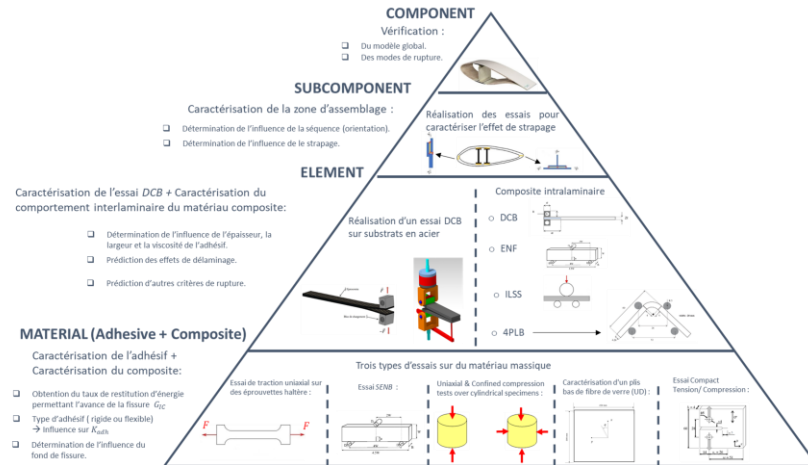 COMPONENT
Vérification :
❑ Du modèle global.
❑ Des modes de rupture.
SUBCOMPONENT
Caractérisation de la zone d'assemblage :
❑ Détermination de l'influence de la séquence (orientation).
❑ Détermination de l'influence de le strapage.
Réalisation des essais pour
caractériser l'effet de strapage
ELEMENT
Caractérisation de l'essai DCB + Caractérisation du
comportement interlaminaire du matériau composite:
❑ Détermination de l'influence de l'épaisseur, la
largeur et la viscosité de l'adhésif.
❑ Prédiction des effets de délaminage.
❑ Prédiction d'autres critères de rupture.
Réalisation d'un essai DCB
sur substrats en acier
Composite intralaminaire
○ DCB
○ ENF
○ ILSS
○ 4PLB
MATERIAL (Adhesive + Composite)
Caractérisation de l'adhésif +
Caractérisation du composite:
❑ Obtention du taux de restitution d'énergie
permettant l'avance de la fissure G_IC
❑ Type d'adhésif ( rigide ou flexible)
→ Influence sur K_adh
❑ Détermination de l'influence du
fond de fissure.
Trois types d'essais sur du matériau massique
Essai de traction uniaxial sur
des éprouvettes haltère :
F
F
Essai SENB :
Uniaxial & Confined compression
tests over cylindrical specimens :
Caractérisation d'un plis
bas de fibre de verre (UD) :
Essai Compact
Tension/ Compression :